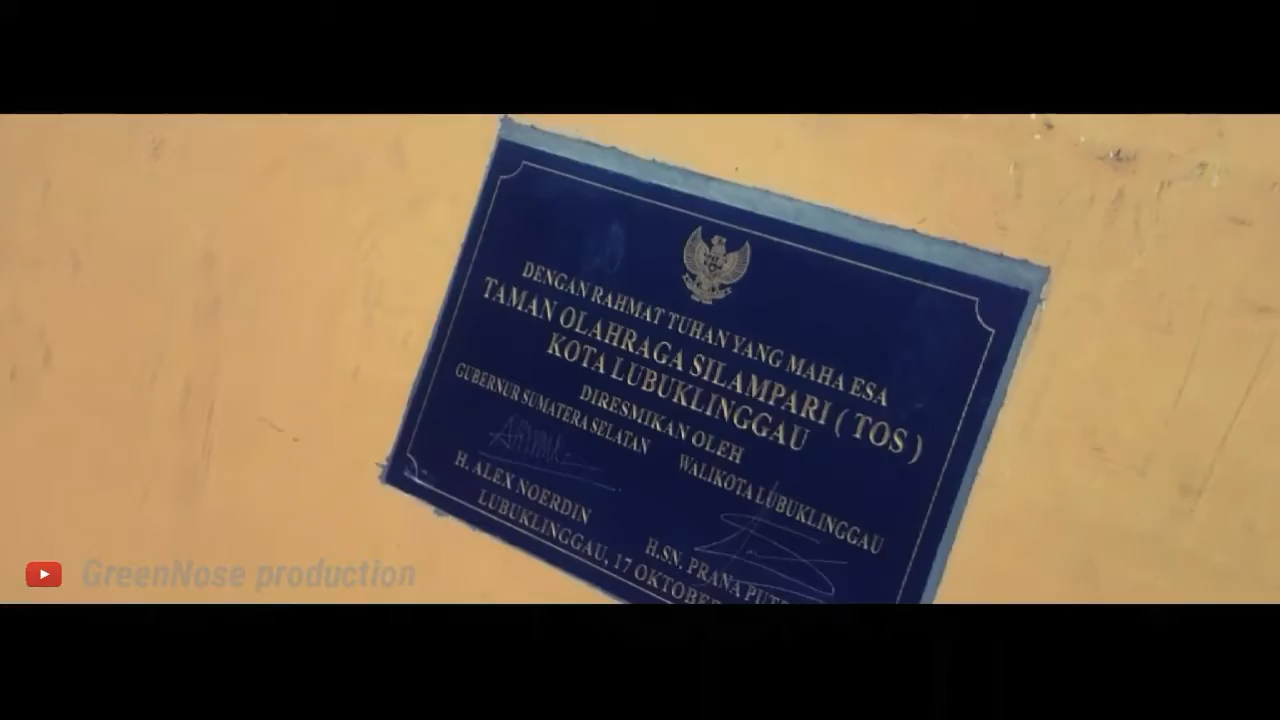 DENGAN RAHMAT TUHAN YANG MAHA ESA
TAMAN OLAHRAGA SILAMPARI ( TOS )
KOTA LUBUKLINGGAU
DIRESMIKAN OLEH
GUBERNUR SUMATERA SELATAN
WALIKOTA LUBUKLINGGAU
H. ALEX NOERDIN
H.SN. PRANA
LUBUKLINGGAU, 17 OKTOBER
GreenNose production